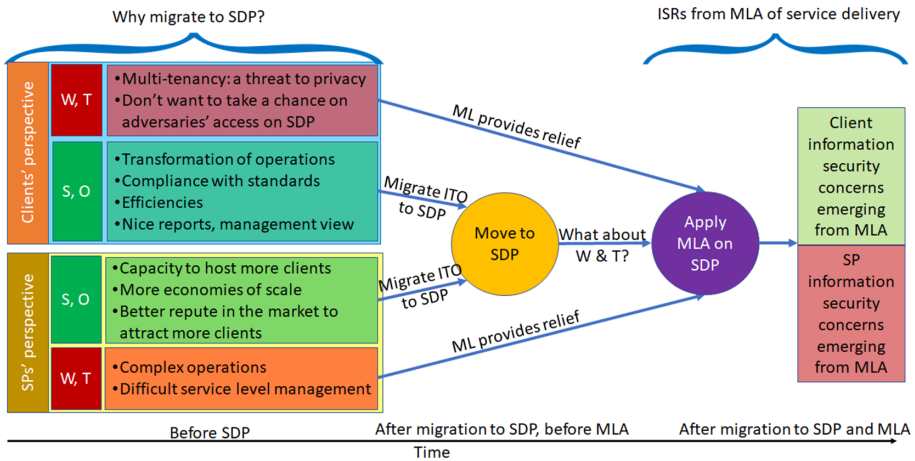 Why migrate to SDP?
ISRs from MLA of service delivery
Clients' perspective
W, T
•Multi-tenancy: a threat to privacy
•Don't want to take a chance on
adversaries' access on SDP
S, O
•Transformation of operations
•Compliance with standards
•Efficiencies
•Nice reports, management view
SPs' perspective
S, O
•Capacity to host more clients
•More economies of scale
•Better repute in the market to
attract more clients
W, T
•Complex operations
•Difficult service level management
ML provides relief
Migrate ITO
to SDP
Migrate ITO
to SDP
ML provides relief
Move to
SDP
What about
W & T?
Apply
MLA on
SDP
Client
information
security
concerns
emerging
from MLA
SP
information
security
concerns
emerging
from MLA
Before SDP
After migration to SDP, before MLA
After migration to SDP and MLA
Time